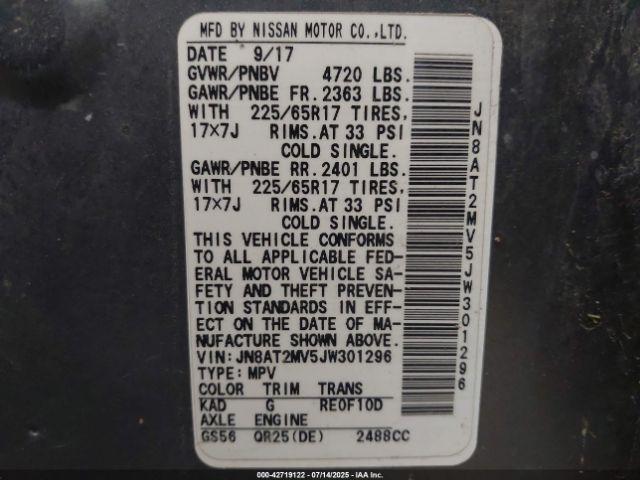 MFD BY NISSAN MOTOR CO.,LTD.
DATE 9/17
GVWR/PNBV 4720 LBS.
GAWR/PNBE FR.2363 LBS.
WITH 225/65R17 TIRES,
17×7J RIMS.AT 33 PSI
COLD SINGLE.
GAWR/PNBE RR.2401 LBS.
WITH 225/65R17 TIRES,
17×7J RIMS.AT 33 PSI
COLD SINGLE.
THIS VEHICLE CONFORMS
TO ALL APPLICABLE FED-
ERAL MOTOR VEHICLE SA-
FETY AND THEFT PREVEN-
TION STANDARDS IN EFF-
ECT ON THE DATE OF MA-
NUFACTURE SHOWN ABOVE.
VIN: JN8AT2MV5JW301296
TYPE: MPV
COLOR TRIM TRANS
KAD G RE0F10D
AXLE ENGINE
GS56 QR25(DE) 2488CC
JN8AT2MV5JW301296
000-42719122 - 07/14/2025 - IAAI.COM